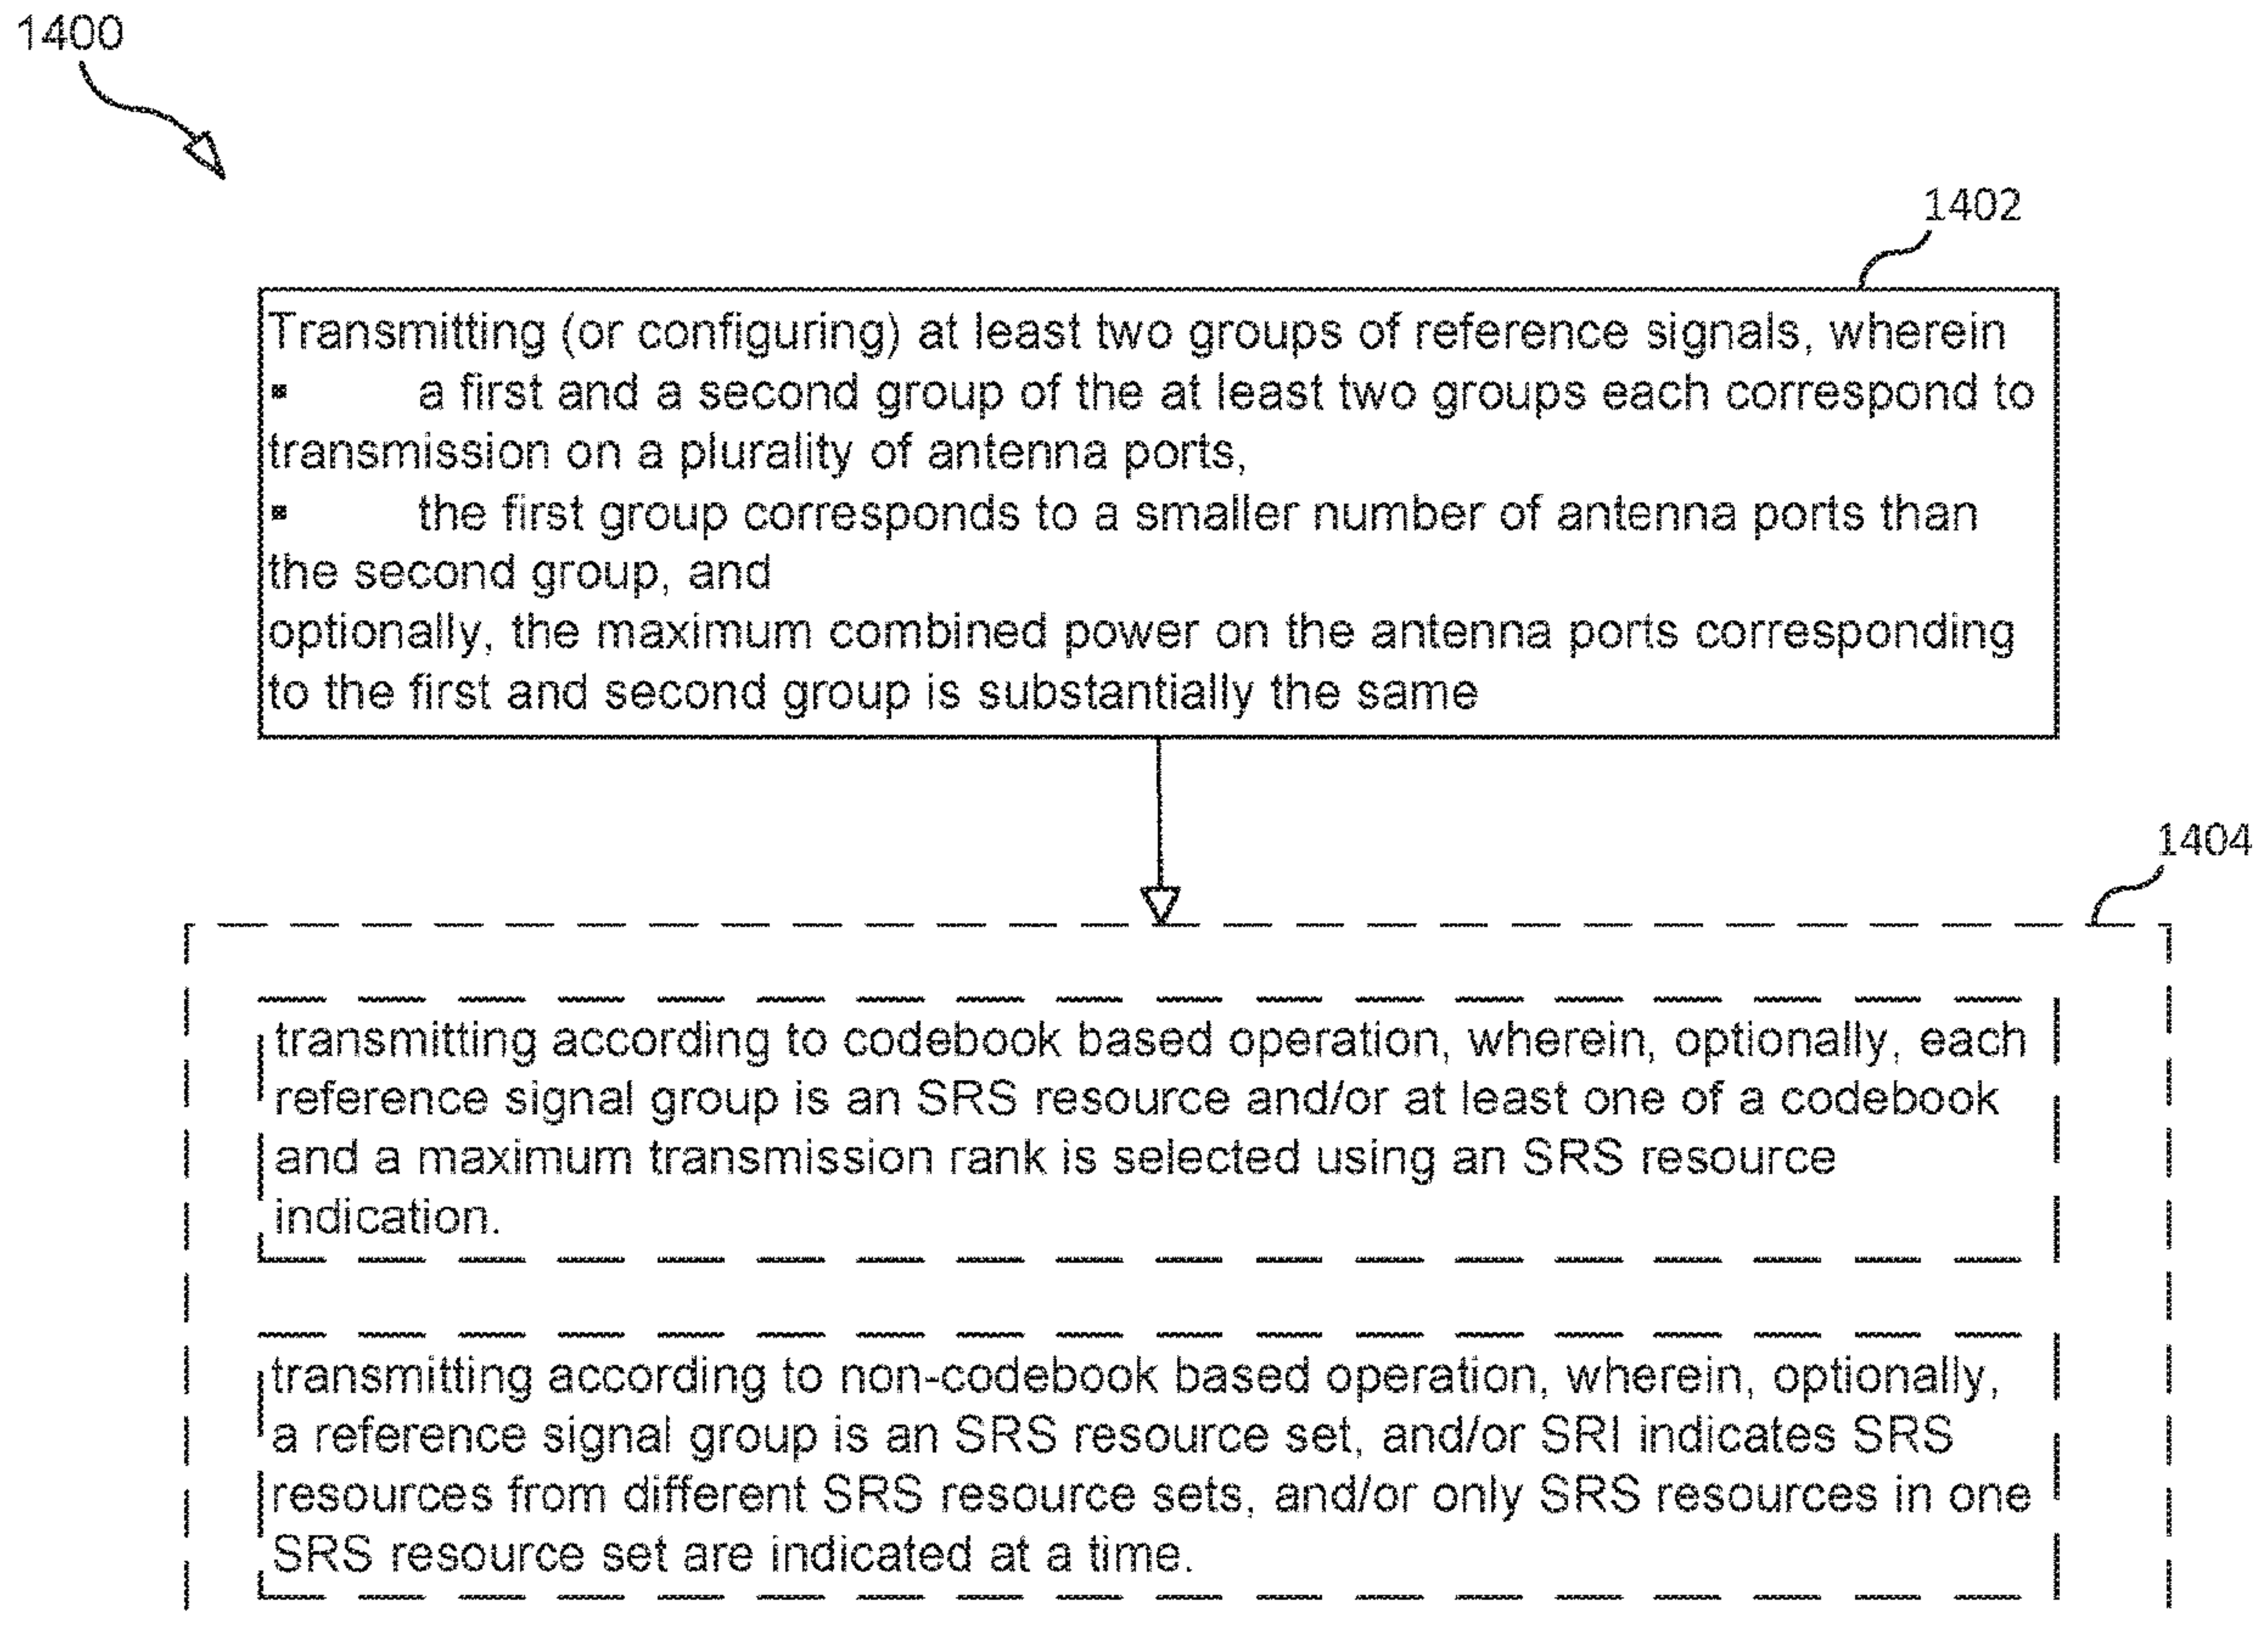 1400
1402
Transmitting (or configuring) at least two groups of reference signals, wherein
▪ a first and a second group of the at least two groups each correspond to
transmission on a plurality of antenna ports,
▪ the first group corresponds to a smaller number of antenna ports than
the second group, and
optionally, the maximum combined power on the antenna ports corresponding
to the first and second group is substantially the same
1404
transmitting according to codebook based operation, wherein, optionally, each
reference signal group is an SRS resource and/or at least one of a codebook
and a maximum transmission rank is selected using an SRS resource
indication.
transmitting according to non-codebook based operation, wherein, optionally,
a reference signal group is an SRS resource set, and/or SRI indicates SRS
resources from different SRS resource sets, and/or only SRS resources in one
SRS resource set are indicated at a time.